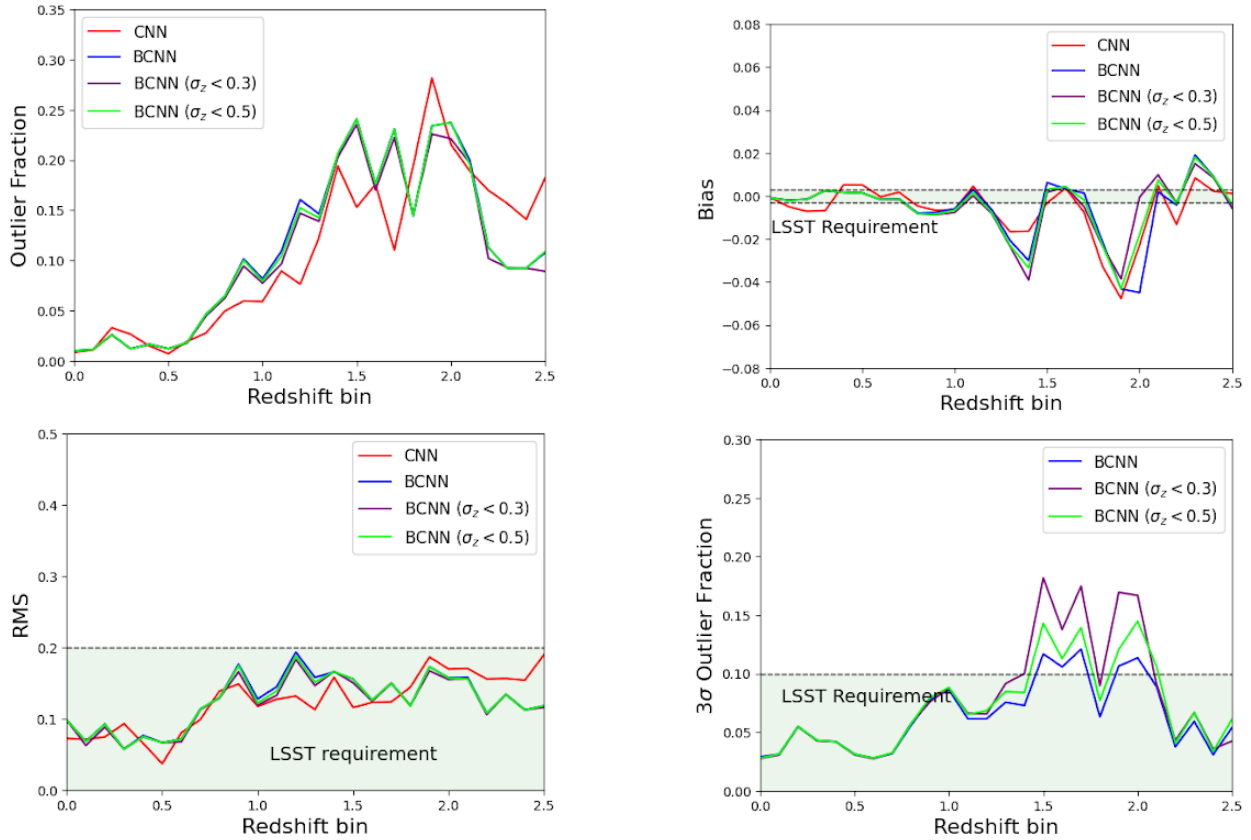 0.35
0.30
0.25
0.20
0.15
0.10
0.05
0.00
Outlier Fraction
CNN
BCNN
BCNN (σz < 0.3)
BCNN (σz < 0.5)
0.0 0.5 1.0 1.5 2.0 2.5
Redshift bin
0.08
0.06
0.04
0.02
0.00
−0.02
−0.04
−0.06
−0.08
Bias
CNN
BCNN
BCNN (σz < 0.3)
BCNN (σz < 0.5)
LSST Requirement
0.0 0.5 1.0 1.5 2.0 2.5
Redshift bin
0.5
0.4
0.3
0.2
0.1
0.0
RMS
CNN
BCNN
BCNN (σz < 0.3)
BCNN (σz < 0.5)
LSST requirement
0.0 0.5 1.0 1.5 2.0 2.5
Redshift bin
0.30
0.25
0.20
0.15
0.10
0.05
0.00
3σ Outlier Fraction
BCNN
BCNN (σz < 0.3)
BCNN (σz < 0.5)
LSST Requirement
0.0 0.5 1.0 1.5 2.0 2.5
Redshift bin